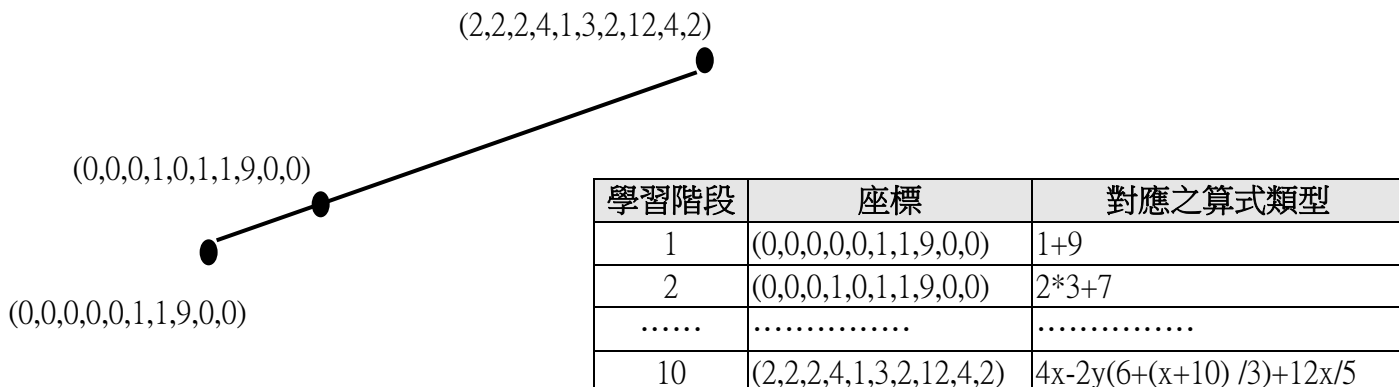 (2,2,2,4,1,3,2,12,4,2)
(0,0,0,1,0,1,1,9,0,0)
(0,0,0,0,0,1,1,9,0,0)
學習階段 座標 對應之算式類型
1 (0,0,0,0,0,1,1,9,0,0) 1+9
2 (0,0,0,1,0,1,1,9,0,0) 2*3+7
…… …………… ……………
10 (2,2,2,4,1,3,2,12,4,2) 4x-2y(6+(x+10) /3)+12x/5